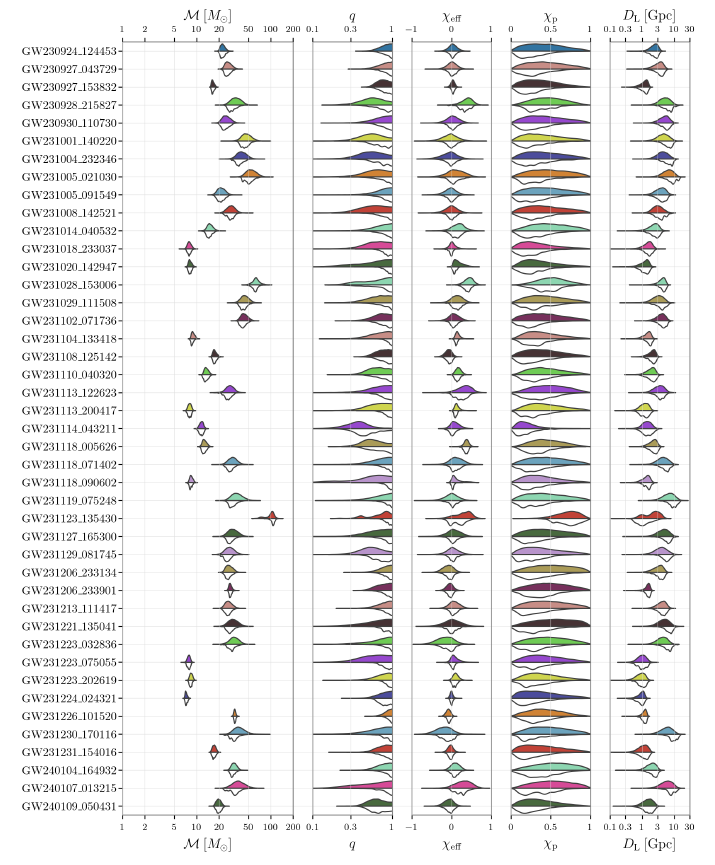 ℳ [M⊙] q χeff χp DL [Gpc]
1 2 5 10 20 50 100 200 0.1 0.3 1 −1 0 1 0 0.5 1 0.1 0.3 1 3 10 30
GW230924_124453
GW230927_043729
GW230927_153832
GW230928_215827
GW230930_110730
GW231001_140220
GW231004_232346
GW231005_021030
GW231005_091549
GW231008_142521
GW231014_040532
GW231018_233037
GW231020_142947
GW231028_153006
GW231029_111508
GW231102_071736
GW231104_133418
GW231108_125142
GW231110_040320
GW231113_122623
GW231113_200417
GW231114_043211
GW231118_005626
GW231118_071402
GW231118_090602
GW231119_075248
GW231123_135430
GW231127_165300
GW231129_081745
GW231206_233134
GW231206_233901
GW231213_111417
GW231221_135041
GW231223_032836
GW231223_075055
GW231223_202619
GW231224_024321
GW231226_101520
GW231230_170116
GW231231_154016
GW240104_164932
GW240107_013215
GW240109_050431
1 2 5 10 20 50 100 200 0.1 0.3 1 −1 0 1 0 0.5 1 0.1 0.3 1 3 10 30
ℳ [M⊙] q χeff χp DL [Gpc]